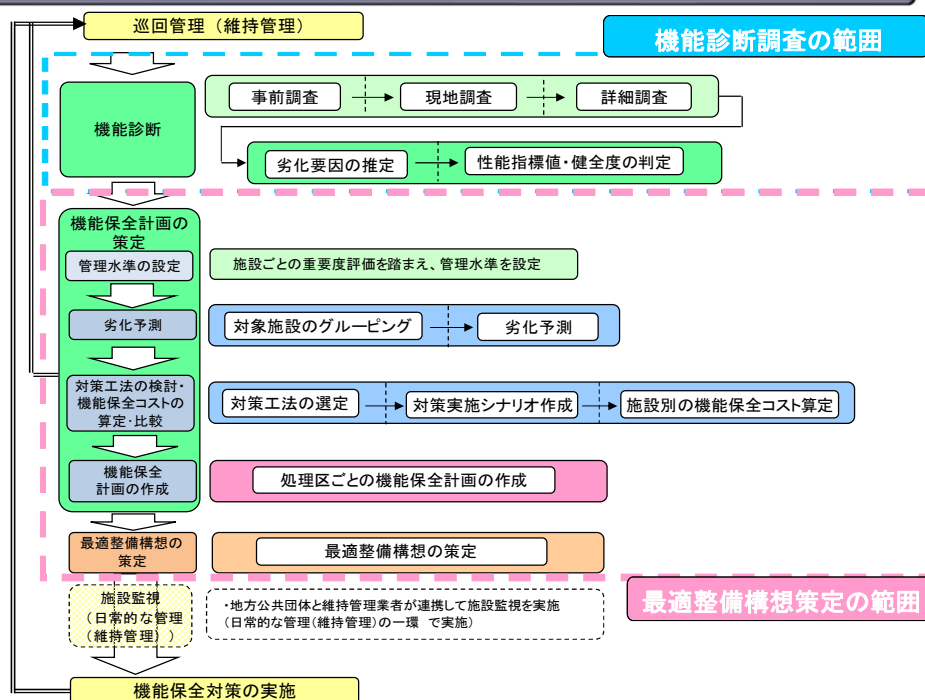 巡回管理（維持管理）
機能診断調査の範囲
機能診断
事前調査
現地調査
詳細調査
劣化要因の推定
性能指標値・健全度の判定
機能保全計画の
策定
管理水準の設定
施設ごとの重要度評価を踏まえ、管理水準を設定
劣化予測
対象施設のグルーピング
劣化予測
対策工法の検討・
機能保全コストの
算定・比較
対策工法の選定
対策実施シナリオ作成
施設別の機能保全コスト算定
機能保全
計画の作成
処理区ごとの機能保全計画の作成
最適整備構想の
策定
最適整備構想の策定
施設監視
（日常的な管理
（維持管理））
・地方公共団体と維持管理業者が連携して施設監視を実施
（日常的な管理（維持管理）の一環 で実施）
最適整備構想策定の範囲
機能保全対策の実施